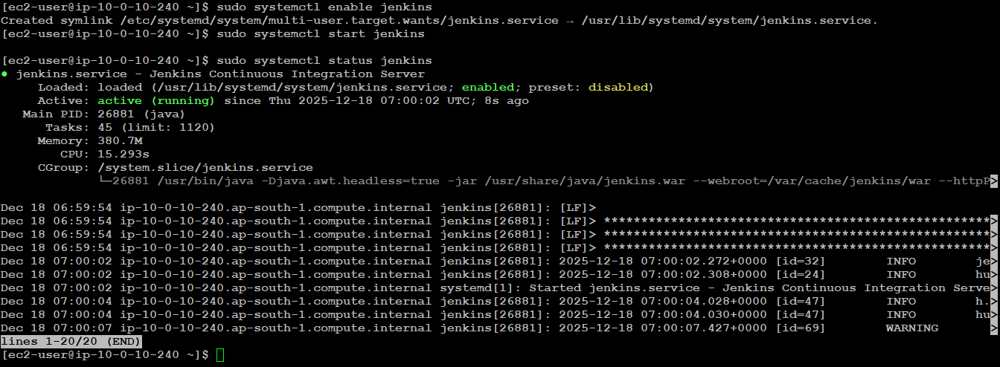 [ec2-user@ip-10-0-10-240 ~]$ sudo systemctl enable jenkins
Created symlink /etc/systemd/system/multi-user.target.wants/jenkins.service → /usr/lib/systemd/system/jenkins.service.
[ec2-user@ip-10-0-10-240 ~]$ sudo systemctl start jenkins
[ec2-user@ip-10-0-10-240 ~]$ sudo systemctl status jenkins
● jenkins.service - Jenkins Continuous Integration Server
     Loaded: loaded (/usr/lib/systemd/system/jenkins.service; enabled; preset: disabled)
     Active: active (running) since Thu 2025-12-18 07:00:02 UTC; 8s ago
   Main PID: 26881 (java)
      Tasks: 45 (limit: 1120)
     Memory: 380.7M
        CPU: 15.293s
     CGroup: /system.slice/jenkins.service
             └─26881 /usr/bin/java -Djava.awt.headless=true -jar /usr/share/java/jenkins.war --webroot=/var/cache/jenkins/war --httpP>
Dec 18 06:59:54 ip-10-0-10-240.ap-south-1.compute.internal jenkins[26881]: [LF]>
Dec 18 06:59:54 ip-10-0-10-240.ap-south-1.compute.internal jenkins[26881]: [LF]> ****************************************************>
Dec 18 06:59:54 ip-10-0-10-240.ap-south-1.compute.internal jenkins[26881]: [LF]> ****************************************************>
Dec 18 06:59:54 ip-10-0-10-240.ap-south-1.compute.internal jenkins[26881]: [LF]> ****************************************************>
Dec 18 07:00:02 ip-10-0-10-240.ap-south-1.compute.internal jenkins[26881]: 2025-12-18 07:00:02.272+0000 [id=32]        INFO        je>
Dec 18 07:00:02 ip-10-0-10-240.ap-south-1.compute.internal jenkins[26881]: 2025-12-18 07:00:02.308+0000 [id=24]        INFO        hu>
Dec 18 07:00:02 ip-10-0-10-240.ap-south-1.compute.internal systemd[1]: Started jenkins.service - Jenkins Continuous Integration Serve>
Dec 18 07:00:04 ip-10-0-10-240.ap-south-1.compute.internal jenkins[26881]: 2025-12-18 07:00:04.028+0000 [id=47]        INFO        h.>
Dec 18 07:00:04 ip-10-0-10-240.ap-south-1.compute.internal jenkins[26881]: 2025-12-18 07:00:04.030+0000 [id=47]        INFO        hu>
Dec 18 07:00:07 ip-10-0-10-240.ap-south-1.compute.internal jenkins[26881]: 2025-12-18 07:00:07.427+0000 [id=69]        WARNING       >
lines 1-20/20 (END)
[ec2-user@ip-10-0-10-240 ~]$